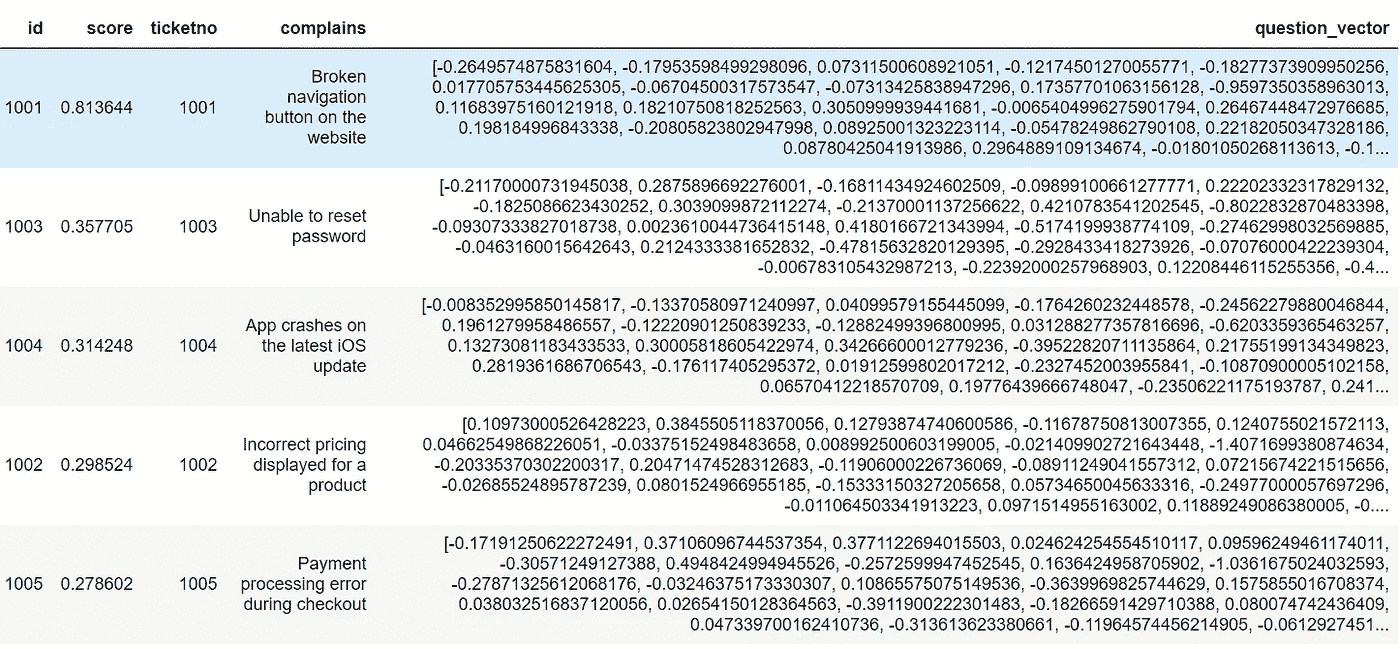 id score ticketno complains question_vector
[-0.2649574875831604, -0.17953598499298096, 0.07311500608921051, -0.12174501270055771, -0.18277373909950256,
Broken
0.017705753445625305, -0.06704500317573547, -0.07313425838947296, 0.17357701063156128, -0.9597350358963013,
navigation
1001 0.813644 1001 0.11683975160121918, 0.18210750818252563, 0.3050999939441681, -0.0065404996275901794, 0.26467448472976685,
button on the
0.198184996843338, -0.20805823802947998, 0.08925001323223114, -0.05478249862790108, 0.22182050347328186,
website
0.08780425041913986, 0.2964889109134674, -0.01801050268113613, -0.1...
[-0.21170000731945038, 0.2875896692276001, -0.16811434924602509, -0.09899100661277771, 0.22202332317829132,
-0.1825086623430252, 0.3039099872112274, -0.21370001137256622, 0.4210783541202545, -0.8022832870483398,
Unable to reset
1003 0.357705 1003 -0.09307333827018738, 0.0023610044736415148, 0.4180166721343994, -0.5174199938774109, -0.27462998032569885,
password
-0.0463160015642643, 0.2124333381652832, -0.47815632820129395, -0.2928433418273926, -0.07076000422239304,
-0.006783105432987213, -0.22392000257968903, 0.12208446115255356, -0.4...
[-0.008352995850145817, -0.13370580971240997, 0.04099579155445099, -0.1764260232448578, -0.24562279880046844,
App crashes on
0.1961279958486557, -0.12220901250839233, -0.12882499396800995, 0.031288277357816696, -0.6203359365463257,
the latest iOS
1004 0.314248 1004 0.13273081183433533, 0.30005818605422974, 0.34266600012779236, -0.39522820711135864, 0.21755199134349823,
update
0.2819361686706543, -0.176117405295372, 0.01912599802017212, -0.2327452003955841, -0.10870900005102158,
0.06570412218570709, 0.19776439666748047, -0.23506221175193787, 0.241...
[0.10973000526428223, 0.3845505118370056, 0.12793874740600586, -0.11678750813007355, 0.1240755021572113,
Incorrect pricing
0.04662549868226051, -0.03375152498483658, 0.008992500603199005, -0.021409902721643448, -1.4071699380874634,
displayed for a
1002 0.298524 1002 -0.20335370302200317, 0.20471474528312683, -0.11906000226736069, -0.08911249041557312, 0.07215674221515656,
product
-0.02685524895787239, 0.0801524966955185, -0.15333150327205658, 0.05734650045633316, -0.24977000057697296,
-0.011064503341913223, 0.0971514955163002, 0.11889249086380005, -0....
[-0.17191250622272491, 0.37106096744537354, 0.3771122694015503, 0.024624254554510117, 0.09596249461174011,
Payment
-0.30571249127388, 0.4948424994945526, -0.2572599947452545, 0.1636424958705902, -1.0361675024032593,
processing error
1005 0.278602 1005 -0.27871325612068176, -0.03246375173330307, 0.10865575075149536, -0.3639969825744629, 0.1575855016708374,
during checkout
0.038032516837120056, 0.02654150128364563, -0.3911900222301483, -0.18266591429710388, 0.080074742436409,
0.047339700162410736, -0.313613623380661, -0.11964574456214905, -0.0612927451...